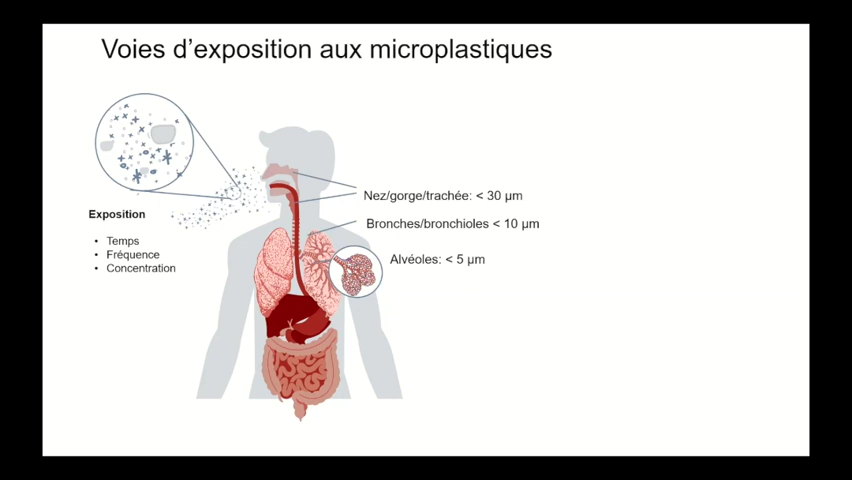 Voies d'exposition aux microplastiques
Nez/gorge/trachée: < 30 µm
Bronches/bronchioles < 10 µm
Alvéoles: < 5 µm
Exposition
• Temps
• Fréquence
• Concentration